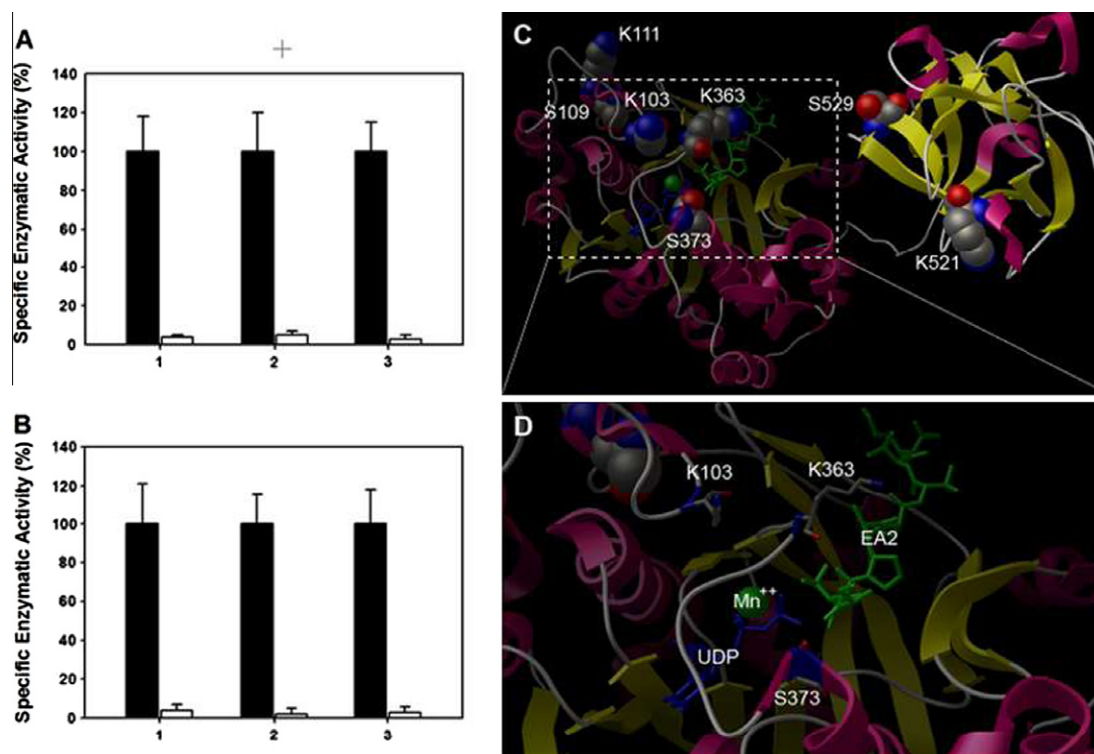 A
Specific Enzymatic Activity (%)
140
120
100
80
60
40
20
0
1 2 3
B
Specific Enzymatic Activity (%)
140
120
100
80
60
40
20
0
1 2 3
C
K111
S109 K103 K363
S529
S373
K521
D
K103 K363
EA2
Mn++
UDP
S373